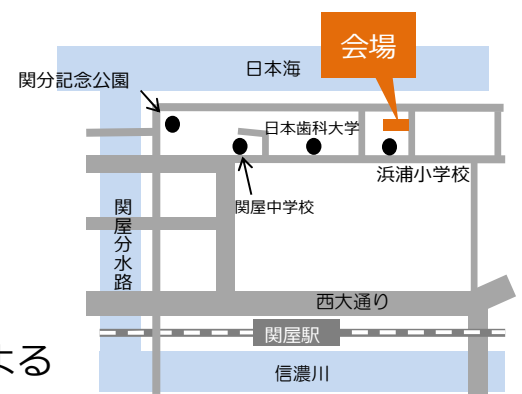 会場
日本海
関分記念公園
日本歯科大学
浜浦小学校
関屋中学校
関屋分水路
西大通り
関屋駅
よる
信濃川